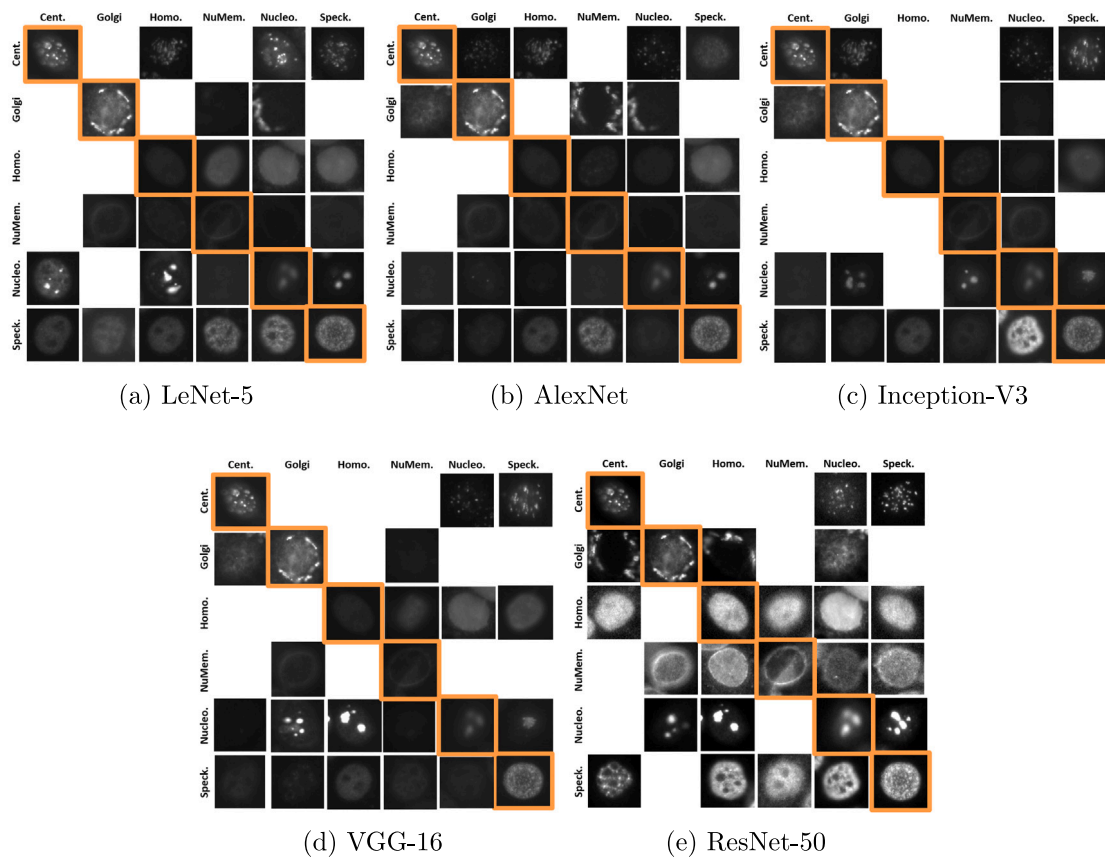 Cent. Golgi Homo. NuMem. Nucleo. Speck.
Cent.
Golgi
Homo.
NuMem.
Nucleo.
Speck.
(a) LeNet-5
Cent. Golgi Homo. NuMem. Nucleo. Speck.
Cent.
Golgi
Homo.
NuMem.
Nucleo.
Speck.
(b) AlexNet
Cent. Golgi Homo. NuMem. Nucleo. Speck.
Cent.
Golgi
Homo.
NuMem.
Nucleo.
Speck.
(c) Inception-V3
Cent. Golgi Homo. NuMem. Nucleo. Speck.
Cent.
Golgi
Homo.
NuMem.
Nucleo.
Speck.
(d) VGG-16
Cent. Golgi Homo. NuMem. Nucleo. Speck.
Cent.
Golgi
Homo.
NuMem.
Nucleo.
Speck.
(e) ResNet-50